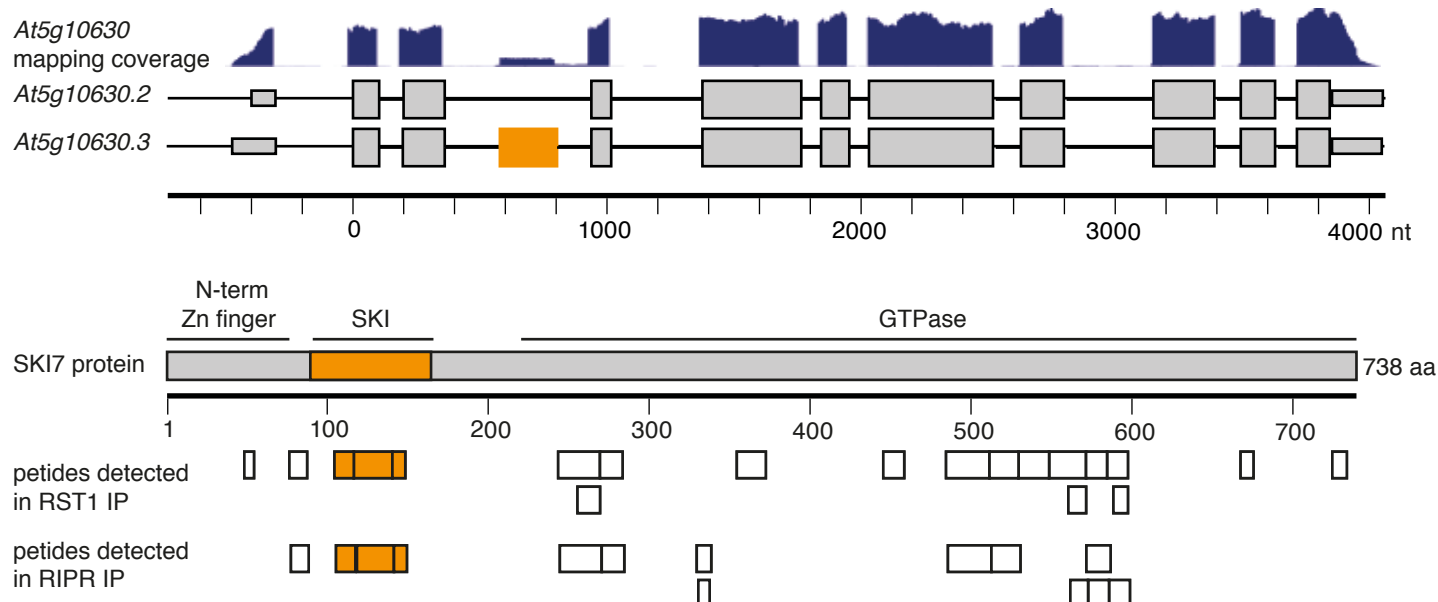 At5g10630
mapping coverage
At5g10630.2
At5g10630.3
0 1000 2000 3000 4000 nt
N-term
Zn finger SKI GTPase
SKI7 protein 738 aa
1 100 200 300 400 500 600 700
petides detected
in RST1 IP
petides detected
in RIPR IP